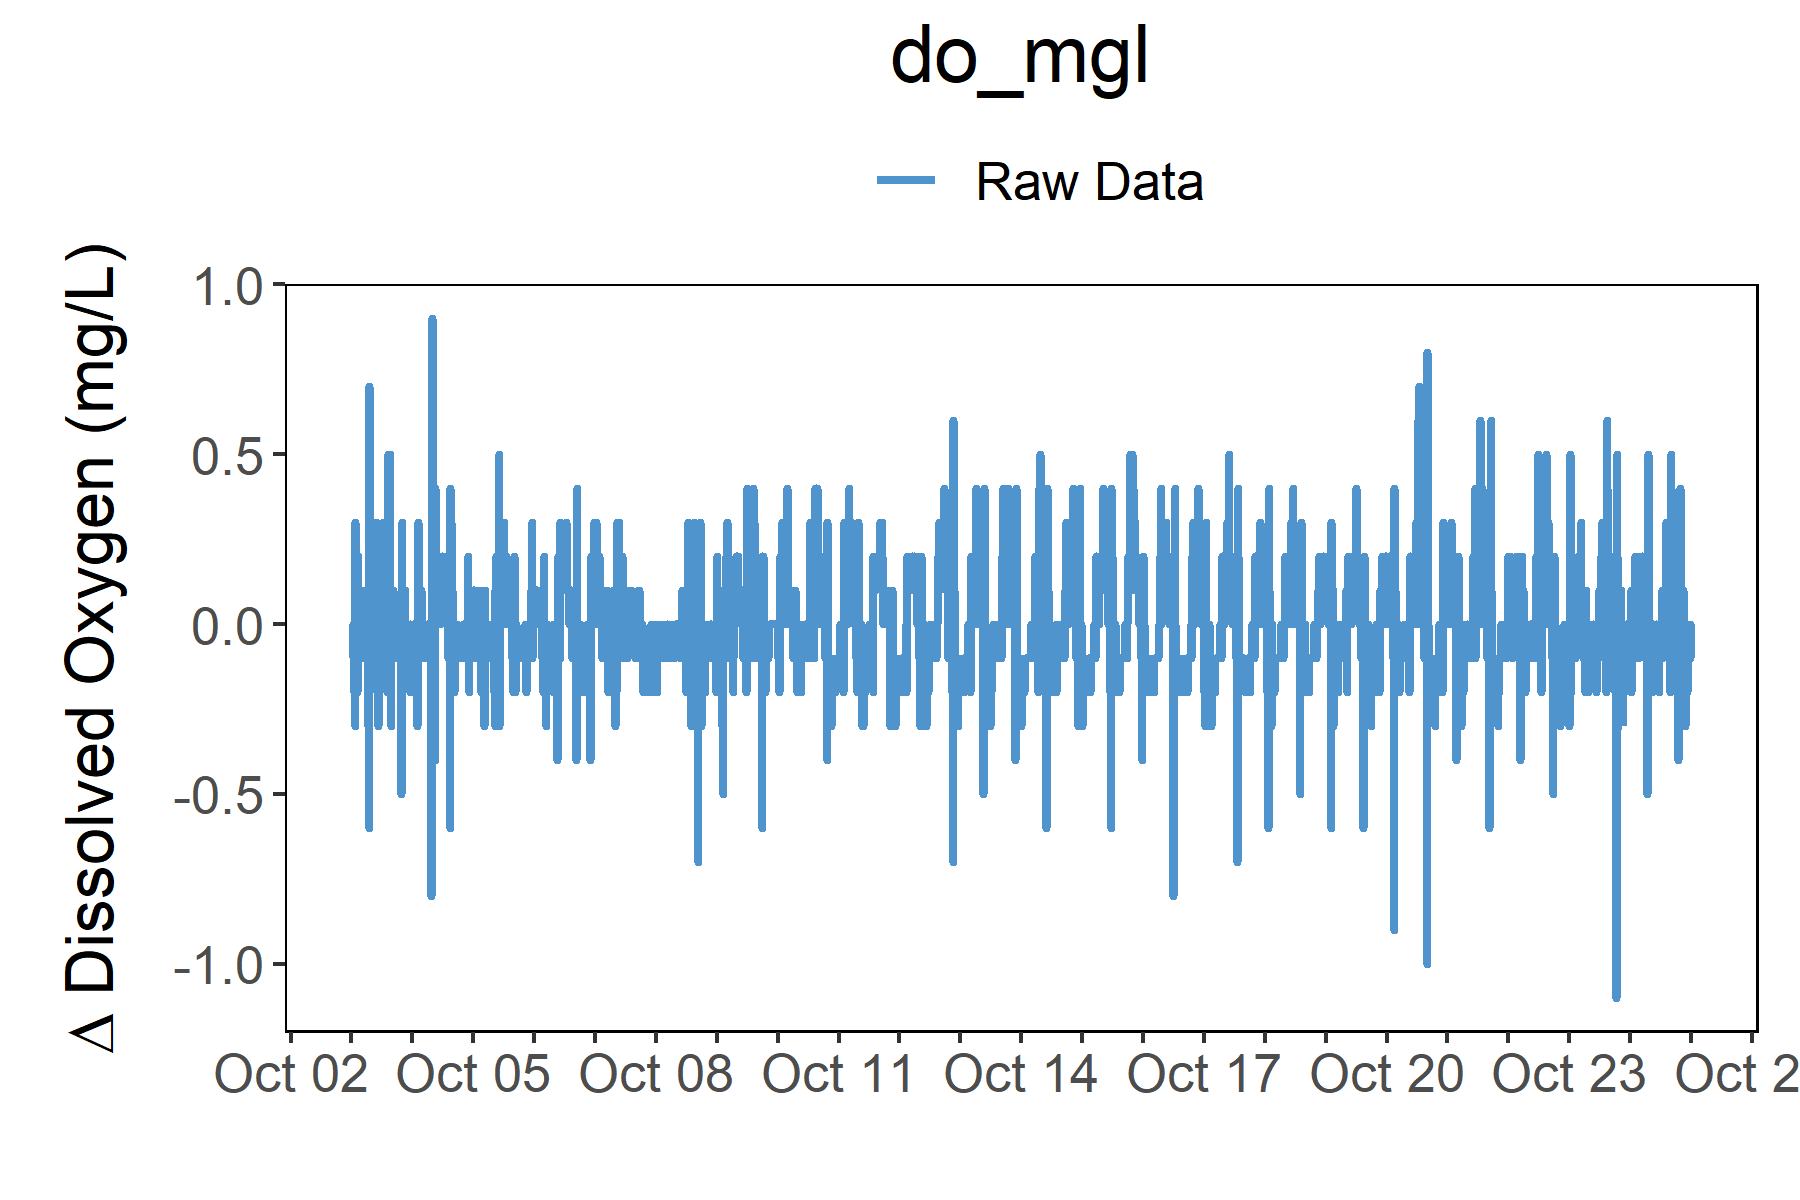 do_mgl
Raw Data
Δ Dissolved Oxygen (mg/L)
1.0
0.5
0.0
-0.5
-1.0
Oct 02 Oct 05 Oct 08 Oct 11 Oct 14 Oct 17 Oct 20 Oct 23 Oct 2